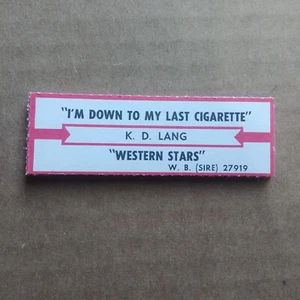 "I'M DOWN TO MY LAST CIGARETTE"
K. D. LANG
"WESTERN STARS"
W. B. (SIRE) 27919